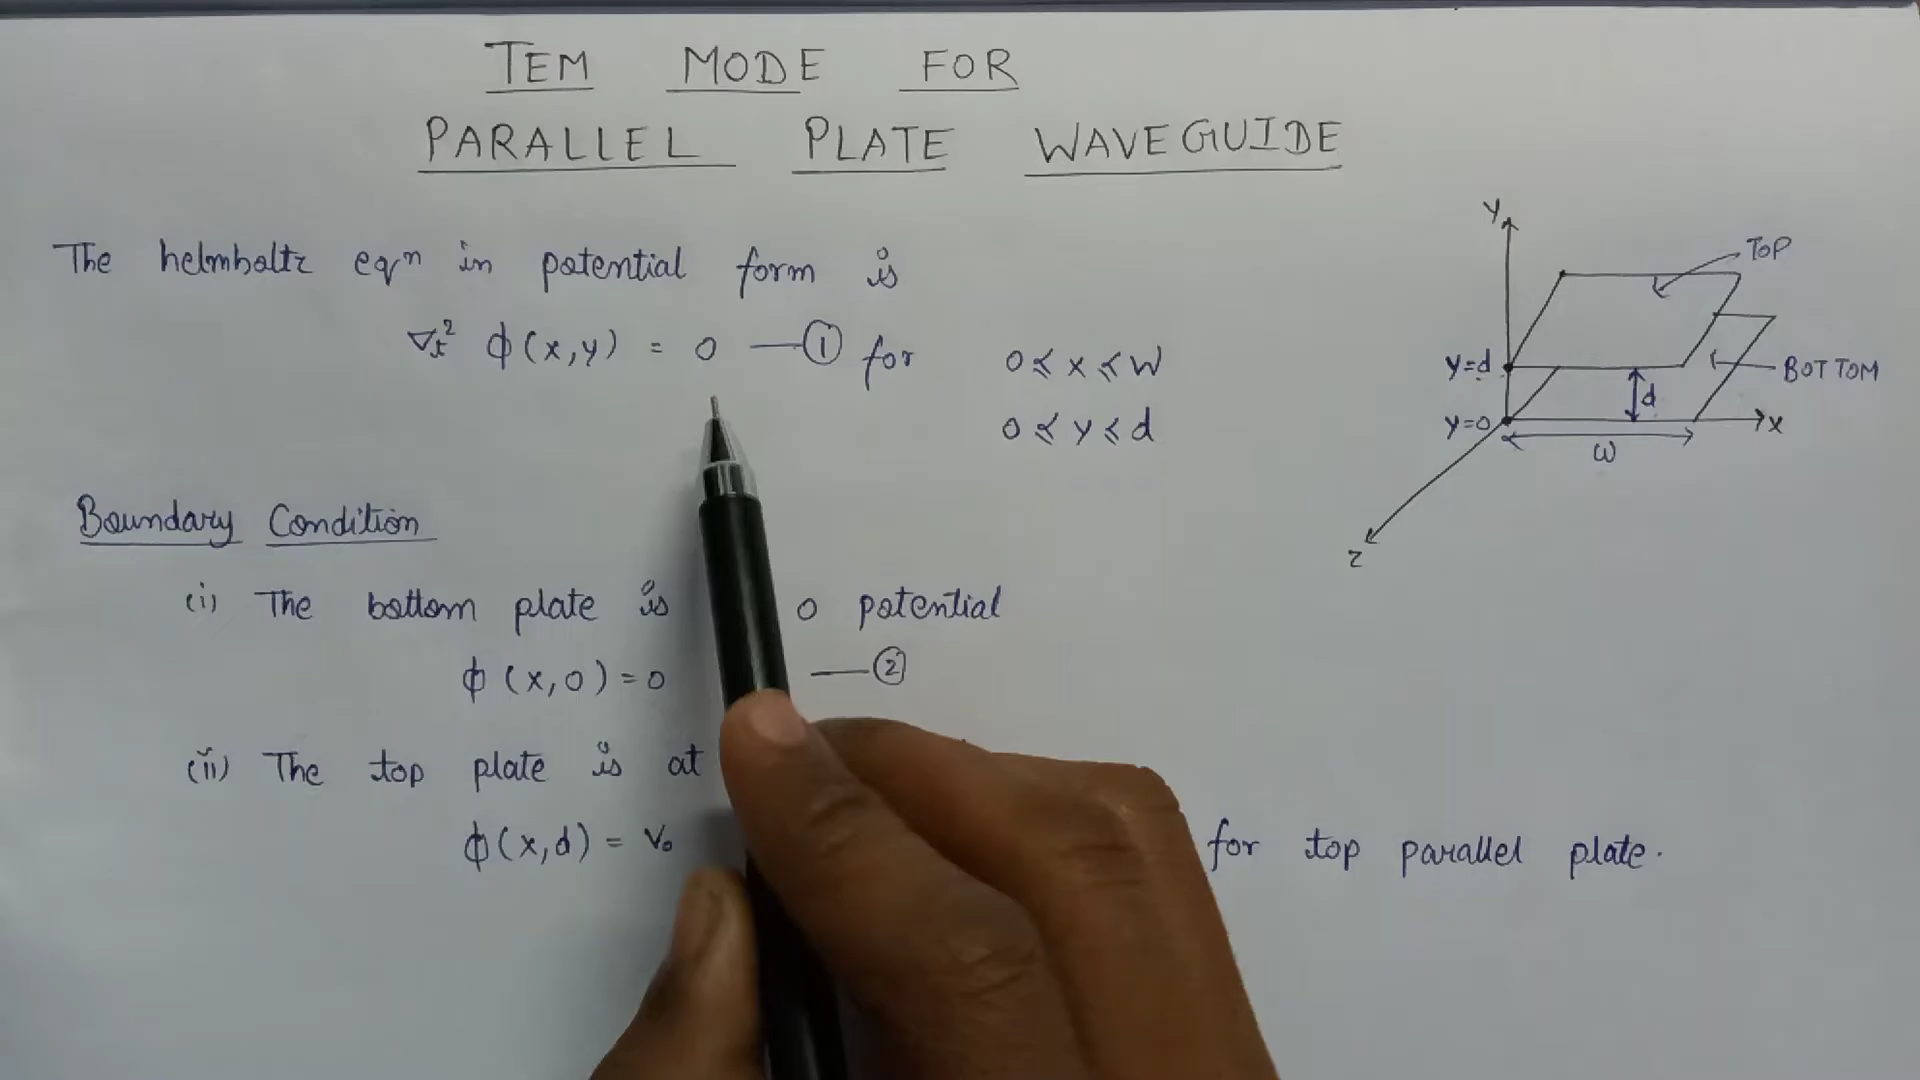 TEM MODE FOR
PARALLEL PLATE WAVEGUIDE
The helmholtz eqⁿ in potential form is
∇ₜ² ϕ(x,y) = 0 —① for 0 ≤ x ≤ W
0 ≤ y ≤ d
Boundary Condition
(i) The bottom plate is 0 potential
ϕ (x,0) = 0 —②
(ii) The top plate is at
ϕ(x,d) = V₀ for top parallel plate.
Y
TOP
Y=d
BOTTOM
d
Y=0
X
W
Z